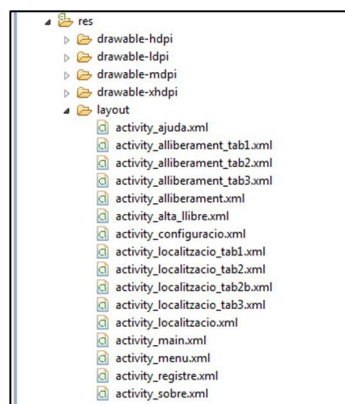 res
drawable-hdpi
drawable-ldpi
drawable-mdpi
drawable-xhdpi
layout
activity_ajuda.xml
activity_alliberament_tab1.xml
activity_alliberament_tab2.xml
activity_alliberament_tab3.xml
activity_alliberament.xml
activity_alta_llibre.xml
activity_configuracio.xml
activity_localitzacio_tab1.xml
activity_localitzacio_tab2.xml
activity_localitzacio_tab2b.xml
activity_localitzacio_tab3.xml
activity_localitzacio.xml
activity_main.xml
activity_menu.xml
activity_registre.xml
activity_sobre.xml